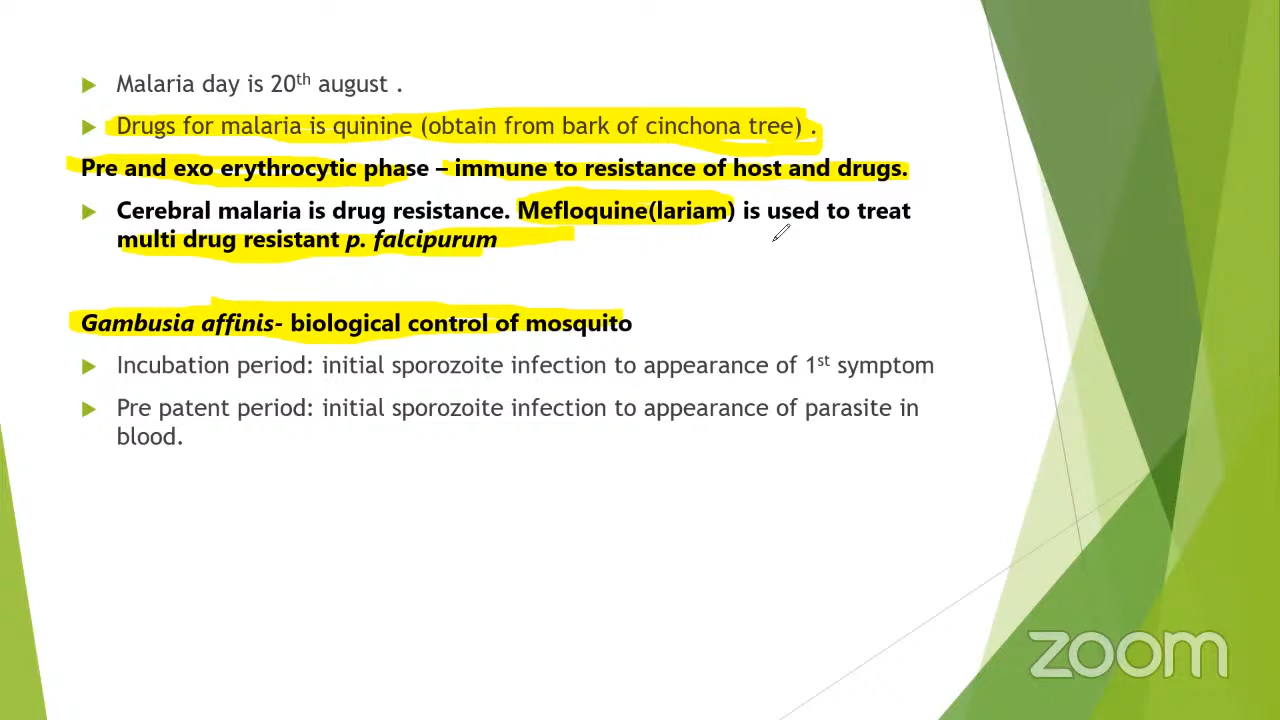 Malaria day is 20th august .
Drugs for malaria is quinine (obtain from bark of cinchona tree) .
Pre and exo erythrocytic phase – immune to resistance of host and drugs.
Cerebral malaria is drug resistance. Mefloquine(lariam) is used to treat
multi drug resistant p. falcipurum
Gambusia affinis- biological control of mosquito
Incubation period: initial sporozoite infection to appearance of 1st symptom
Pre patent period: initial sporozoite infection to appearance of parasite in
blood.
zoom